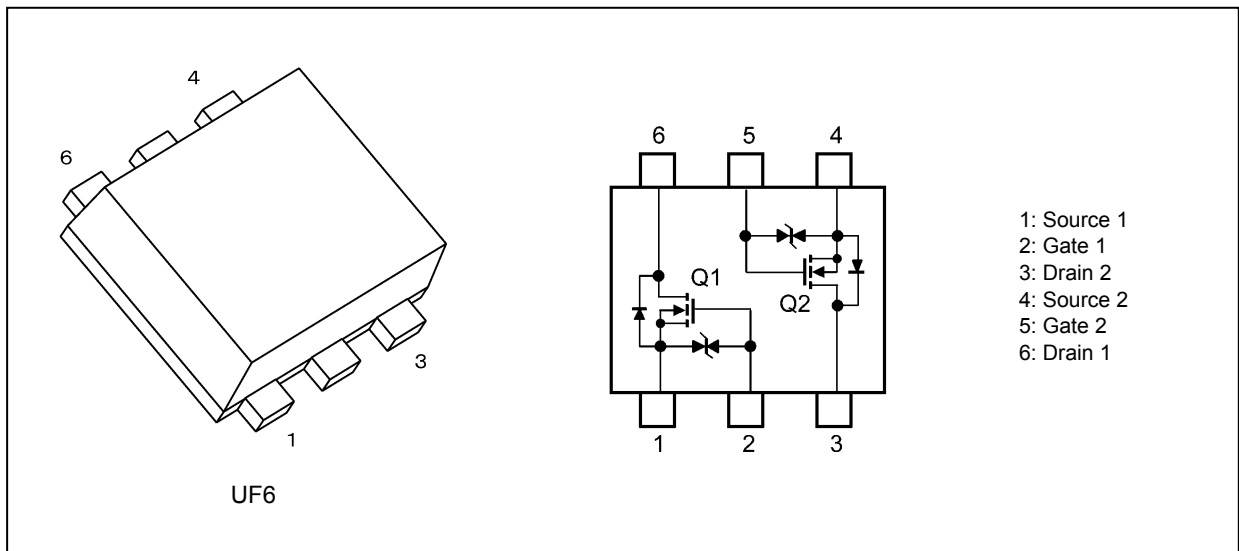 4
6
3
1
UF6
6 5 4
Q1
Q2
1 2 3
1: Source 1
2: Gate 1
3: Drain 2
4: Source 2
5: Gate 2
6: Drain 1